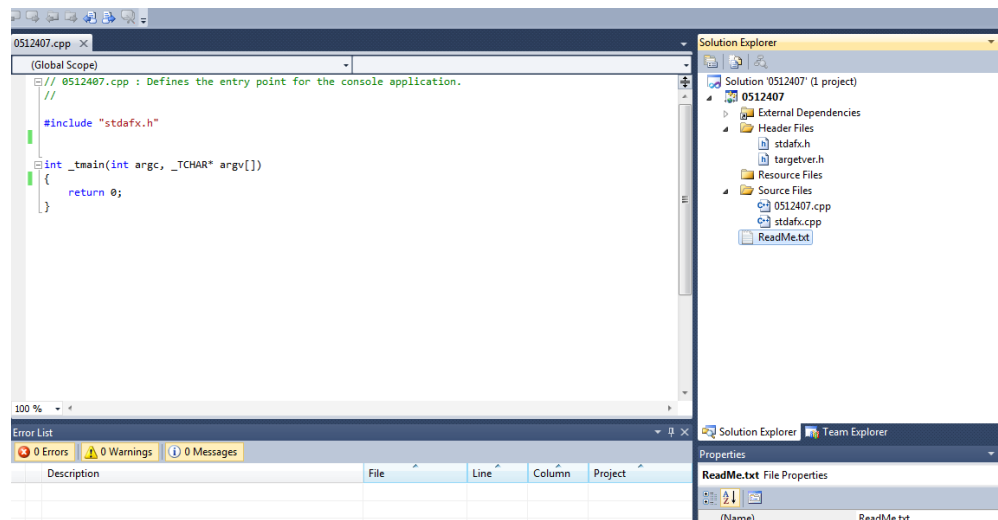 0512407.cpp
(Global Scope)
// 0512407.cpp : Defines the entry point for the console application.
//
#include "stdafx.h"
int _tmain(int argc, _TCHAR* argv[])
{
return 0;
}
100 %
Error List
0 Errors
0 Warnings
0 Messages
Description
File
Line
Column
Project
Solution Explorer
Solution '0512407' (1 project)
0512407
External Dependencies
Header Files
stdafx.h
targetver.h
Resource Files
Source Files
0512407.cpp
stdafx.cpp
ReadMe.txt
Solution Explorer
Team Explorer
Properties
ReadMe.txt File Properties
(Name)
ReadMe.txt